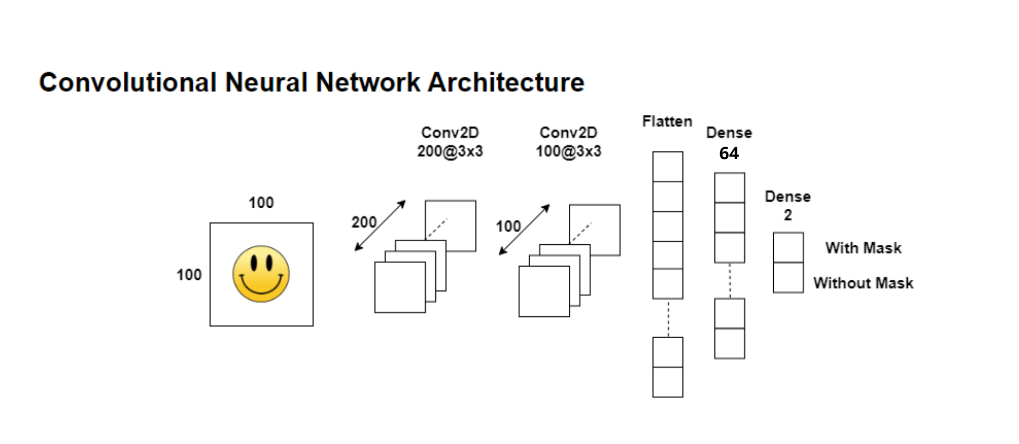 Convolutional Neural Network Architecture
Conv2D
200@3x3
Conv2D
100@3x3
Flatten
Dense
64
Dense
2
100
100
200
100
With Mask
Without Mask